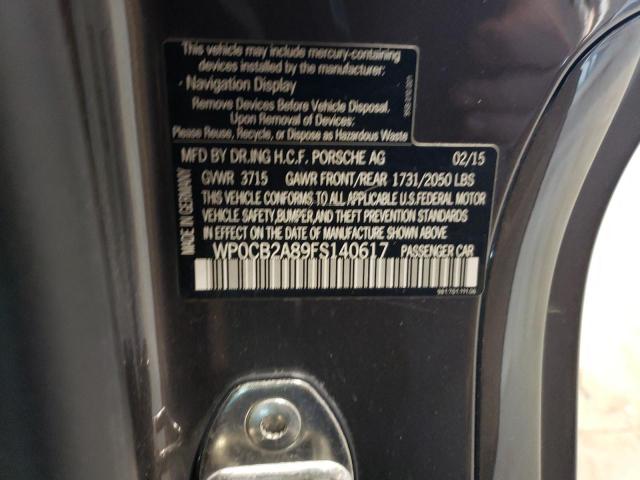 This vehicle may include mercury-containing
devices installed by the manufacturer:
Navigation Display
Remove Devices Before Vehicle Disposal.
Upon Removal of Devices:
Please Reuse, Recycle, or Dispose as Hazardous Waste
MFD BY DR.ING H.C.F. PORSCHE AG 02/15
GVWR 3715 GAWR FRONT/REAR 1731/2050 LBS
THIS VEHICLE CONFORMS TO ALL APPLICABLE U.S.FEDERAL MOTOR
VEHICLE SAFETY,BUMPER,AND THEFT PREVENTION STANDARDS
IN EFFECT ON THE DATE OF MANUFACTURE SHOWN ABOVE.
WP0CB2A89FS140617 PASSENGER CAR
MADE IN GERMANY